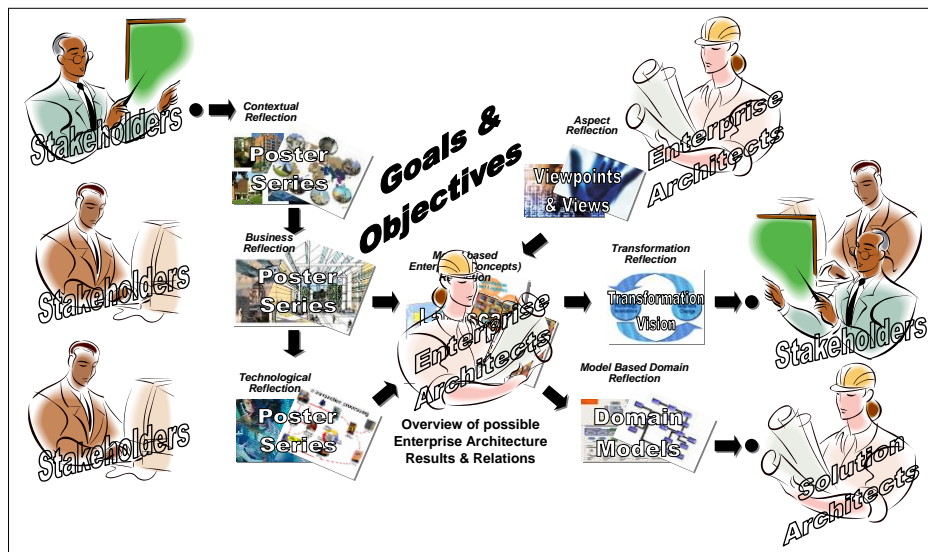 Stakeholders
Contextual
Reflection
Poster
Series
Goals &
Objectives
Aspect
Reflection
Viewpoints
& Views
Enterprise
Architects
Stakeholders
Business
Reflection
Poster
Series
based
Reflection
Enterprise
Architects
Transformation
Reflection
Transformation
Vision
Stakeholders
Stakeholders
Technological
Reflection
Poster
Series
Overview of possible
Enterprise Architecture
Results & Relations
Model Based Domain
Reflection
Domain
Models
Solution
Architects